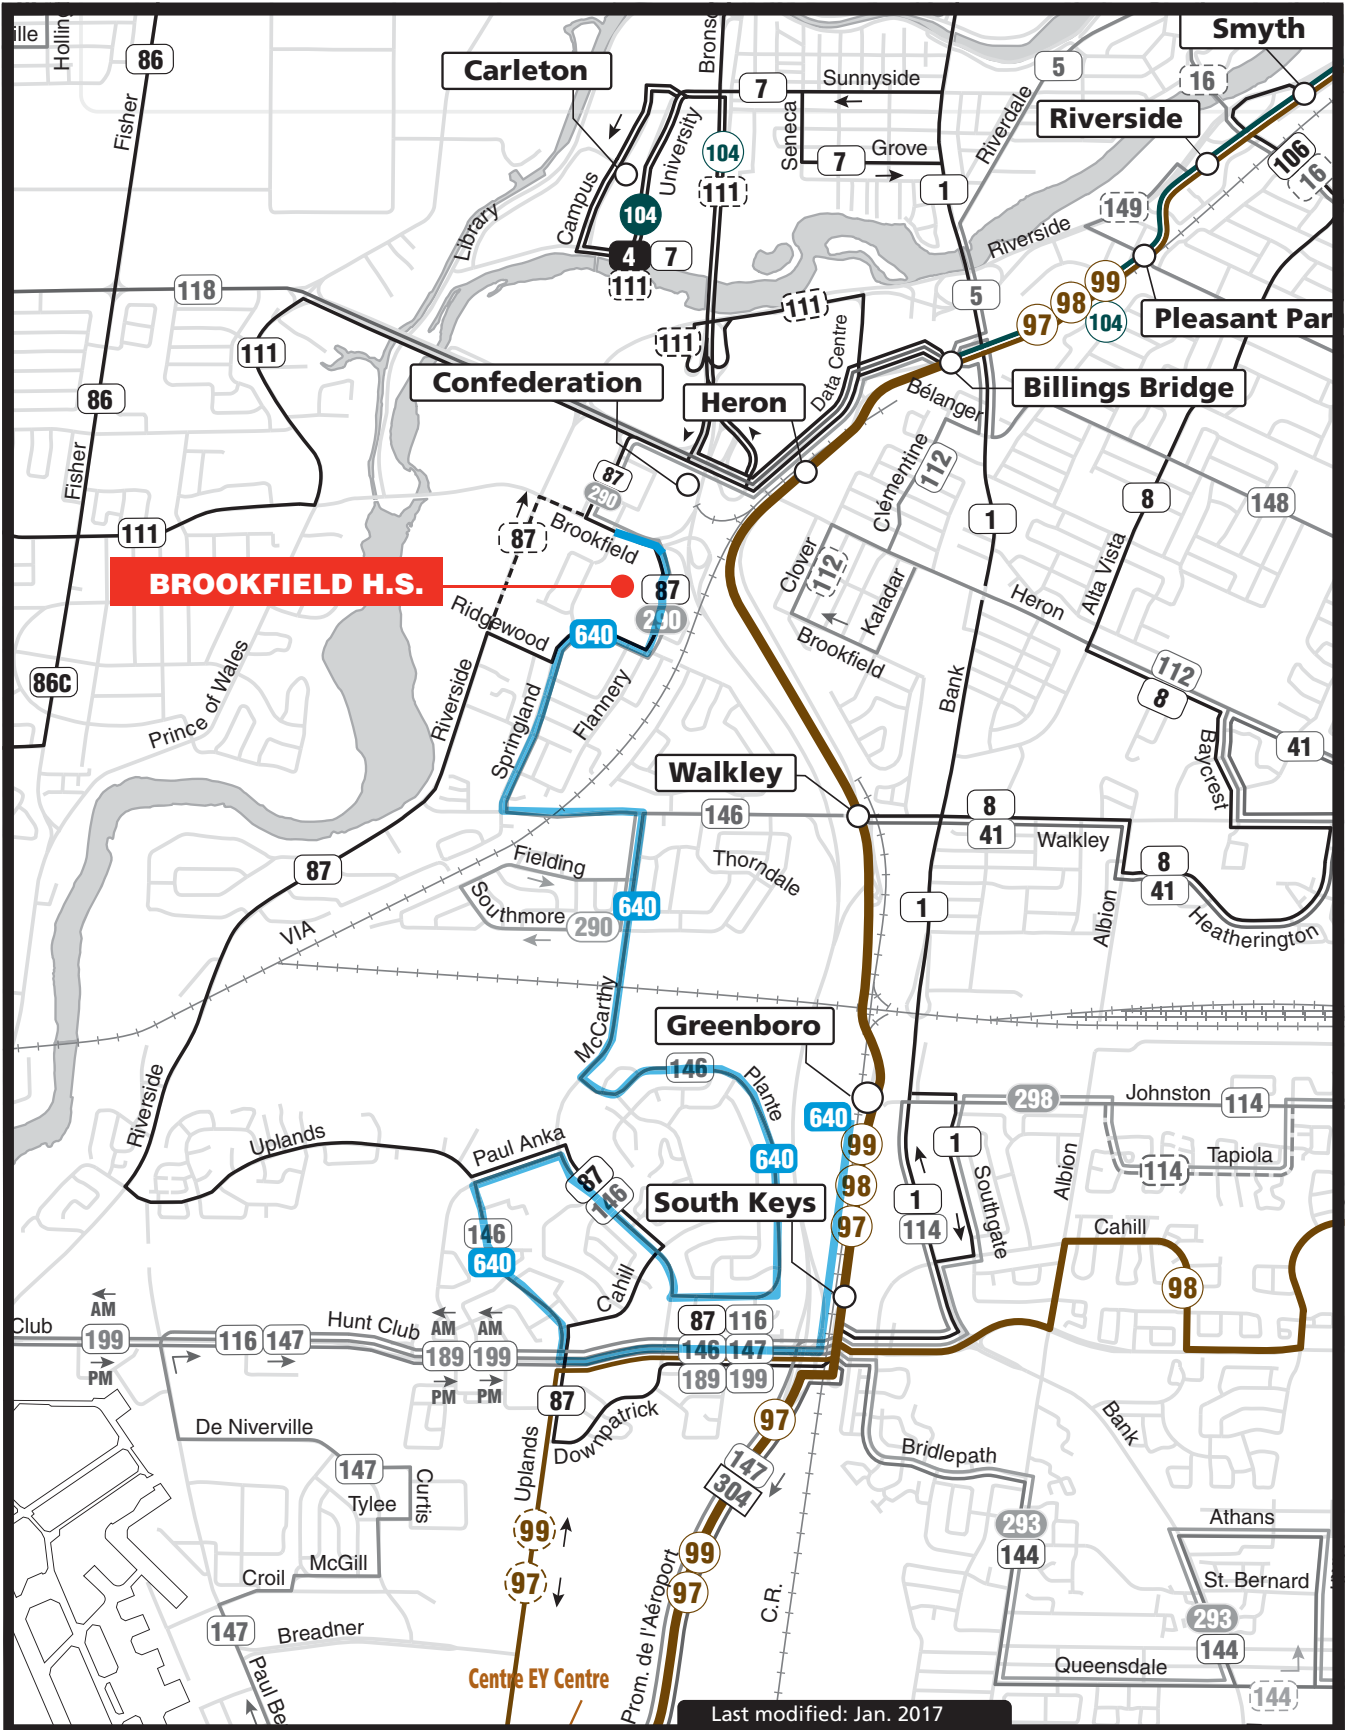 ille
Hollin
86
Fisher
Carleton
Brons
7
Sunnyside
5
16
Smyth
Riverside
Riverdale
Seneca
7
Grove
106
16
104
111
University
Campus
104
4
7
111
Library
1
149
Riverside
118
111
5
99
98
97
104
Pleasant Par
111
111
Data Centre
Confederation
Heron
Billings Bridge
Bélanger
86
Fisher
111
87
290
Clémentine
112
1
8
148
87
Brookfield
BROOKFIELD H.S.
87
290
Ridgewood
640
Clover
112
Kaladar
Brookfield
Heron
Alta Vista
112
8
86C
Prince of Wales
Riverside
Springland
Flannery
Bank
41
Baycrest
Walkley
146
8
41
Walkley
8
41
Heatherington
Albion
87
Fielding
Southmore
290
640
Thorndale
1
VIA
McCarthy
Greenboro
146
Plante
640
298
Johnston
114
Riverside
Uplands
Paul Anka
87
146
640
99
98
97
1
Southgate
Albion
114
Tapiola
South Keys
1
114
Cahill
98
146
640
Cahill
AM
Club
199
PM
116
147
Hunt Club
AM
AM
189
199
PM
PM
87
116
146
147
189
199
87
Downpatrick
97
Bank
De Niverville
147
Curtis
Tylee
Uplands
147
304
Bridlepath
293
144
Athans
99
McGill
Croil
97
99
97
St. Bernard
293
144
147
Breadner
Prom. de l'Aéroport
C.R.
Queensdale
144
Paul Be
Centre EY Centre
Last modified: Jan. 2017